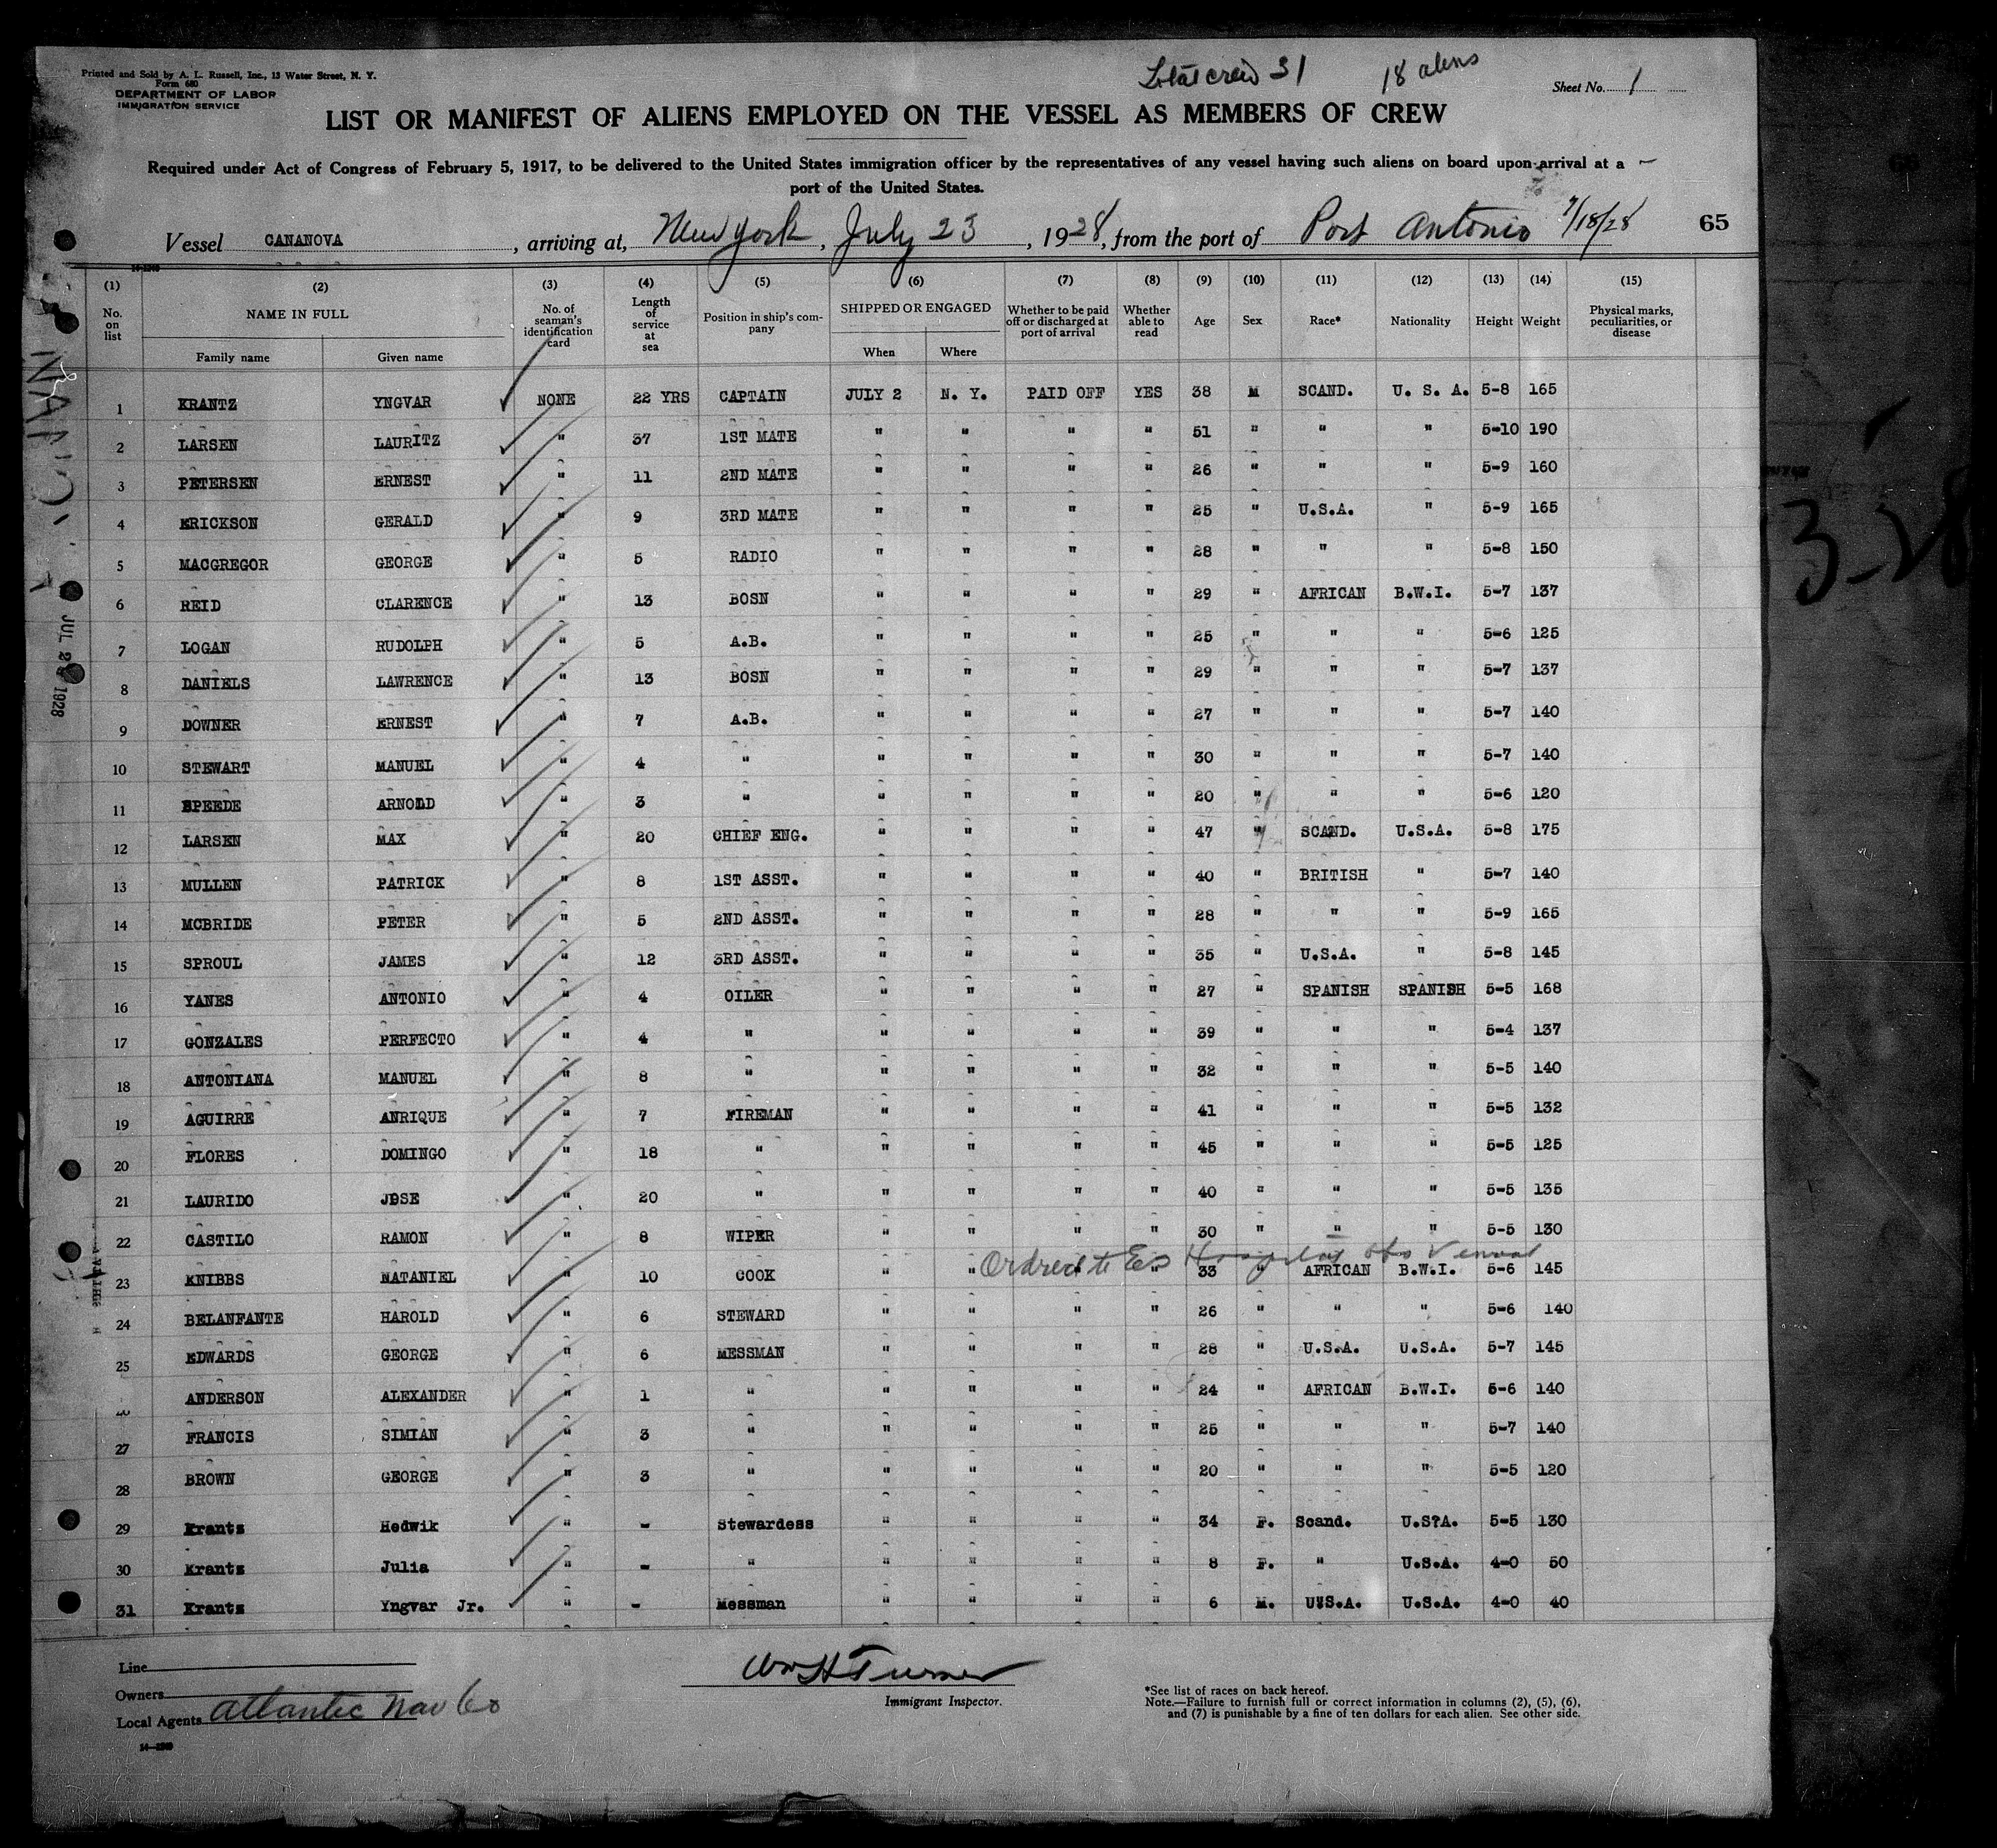 Printed and Sold by A. L. Russell, Inc., 13 Water Street, N. Y.
Form 680
DEPARTMENT OF LABOR
IMMIGRATION SERVICE
Total crew 31 18 aliens
Sheet No. 1
LIST OR MANIFEST OF ALIENS EMPLOYED ON THE VESSEL AS MEMBERS OF CREW
Required under Act of Congress of February 5, 1917, to be delivered to the United States immigration officer by the representatives of any vessel having such aliens on board upon arrival at a
port of the United States.
Vessel CANANOVA, arriving at, New York, July 23, 1928, from the port of Port Antonio 7/18/28 65
(1) (2) (3) (4) (5) (6) (7) (8) (9) (10) (11) (12) (13) (14) (15)
No. on list NAME IN FULL Family name Given name No. of seaman's identification card Length of service at sea Position in ship's company SHIPPED OR ENGAGED When Where Whether to be paid off or discharged at port of arrival Whether able to read Age Sex Race* Nationality Height Weight Physical marks, peculiarities, or disease
1 KRANTZ YNGVAR NONE 22 YRS CAPTAIN JULY 2 N. Y. PAID OFF YES 38 M SCAND. U. S. A. 5-8 165
2 LARSEN LAURITZ " 37 1ST MATE " " " " 51 " " " 5-10 190
3 PETERSEN ERNEST " 11 2ND MATE " " " " 26 " " " 5-9 160
4 ERICKSON GERALD " 9 3RD MATE " " " " 25 " U.S.A. " 5-9 165
5 MACGREGOR GEORGE " 5 RADIO " " " " 28 " " " 5-8 150
6 REID CLARENCE " 13 BOSN " " " " 29 " AFRICAN B.W.I. 5-7 137
7 LOGAN RUDOLPH " 5 A.B. " " " " 25 " " " 5-6 125
8 DANIELS LAWRENCE " 13 BOSN " " " " 29 " " " 5-7 137
9 DOWNER ERNEST " 7 A.B. " " " " 27 " " " 5-7 140
10 STEWART MANUEL " 4 " " " " " 30 " " " 5-7 140
11 SPEEDE ARNOLD " 3 " " " " " 20 " " " 5-6 120
12 LARSEN MAX " 20 CHIEF ENG. " " " " 47 " SCAND. U.S.A. 5-8 175
13 MULLEN PATRICK " 8 1ST ASST. " " " " 40 " BRITISH " 5-7 140
14 MCBRIDE PETER " 5 2ND ASST. " " " " 28 " " " 5-9 165
15 SPROUL JAMES " 12 3RD ASST. " " " " 35 " U.S.A. " 5-8 145
16 YANES ANTONIO " 4 OILER " " " " 27 " SPANISH SPANISH 5-5 168
17 GONZALES PERFECTO " 4 " " " " " 39 " " " 5-4 137
18 ANTONIANA MANUEL " 8 " " " " " 32 " " " 5-5 140
19 AGUIRRE ANRIQUE " 7 FIREMAN " " " " 41 " " " 5-5 132
20 FLORES DOMINGO " 18 " " " " " 45 " " " 5-5 125
21 LAURIDO JOSE " 20 " " " " " 40 " " " 5-5 135
22 CASTILO RAMON " 8 WIPER " " " " 30 " " " 5-5 130
Ordred to E.s Hospital obs
23 KNIBBS NATANIEL " 10 COOK " " " " 33 " AFRICAN B.W.I. 5-6 145
24 BELANFANTE HAROLD " 6 STEWARD " " " " 26 " " " 5-6 140
25 EDWARDS GEORGE " 6 MESSMAN " " " " 28 " U.S.A. U.S.A. 5-7 145
ANDERSON ALEXANDER " 1 " " " " " 24 " AFRICAN B.W.I. 5-6 140
27 FRANCIS SIMIAN " 3 " " " " " 25 " " " 5-7 140
28 BROWN GEORGE " 3 " " " " " 20 " " " 5-5 120
29 Krantz Hedwik " - Stewardess " " " " 34 F. Scand. U.S.A. 5-5 130
30 Krantz Julia " - " " " " " 8 F. " U.S.A. 4-0 50
31 Krantz Yngvar Jr. " - Messman " " " " 6 M. U.S.A. U.S.A. 4-0 40
Line
Owners
Local Agents Atlantic Nav Co
Wm H Turner
Immigrant Inspector.
*See list of races on back hereof.
Note.—Failure to furnish full or correct information in columns (2), (5), (6),
and (7) is punishable by a fine of ten dollars for each alien. See other side.